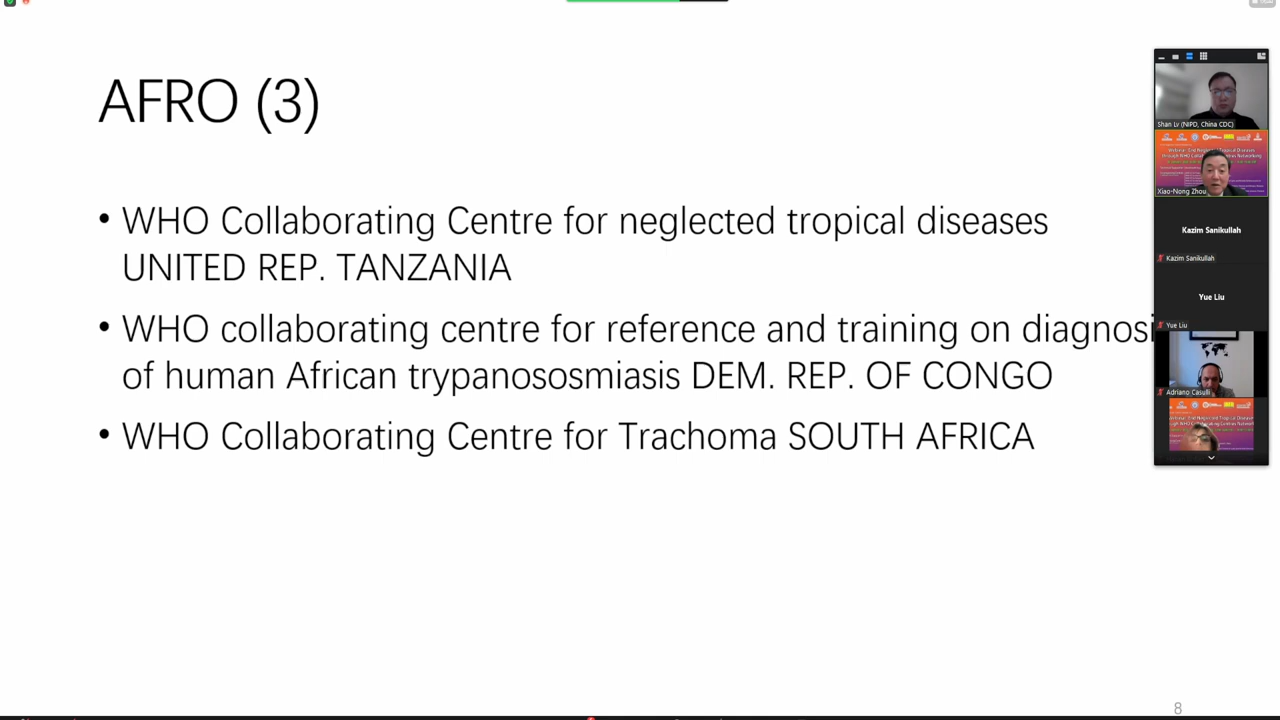 AFRO (3)
• WHO Collaborating Centre for neglected tropical diseases
UNITED REP. TANZANIA
• WHO collaborating centre for reference and training on diagnosi
of human African trypanososmiasis DEM. REP. OF CONGO
• WHO Collaborating Centre for Trachoma SOUTH AFRICA
8
Shan Lv (NIPD, China CDC)
Xiao-Nong Zhou
Kazim Sanikullah
Kazim Sanikullah
Yue Liu
Yue Liu
Adriano Casulli